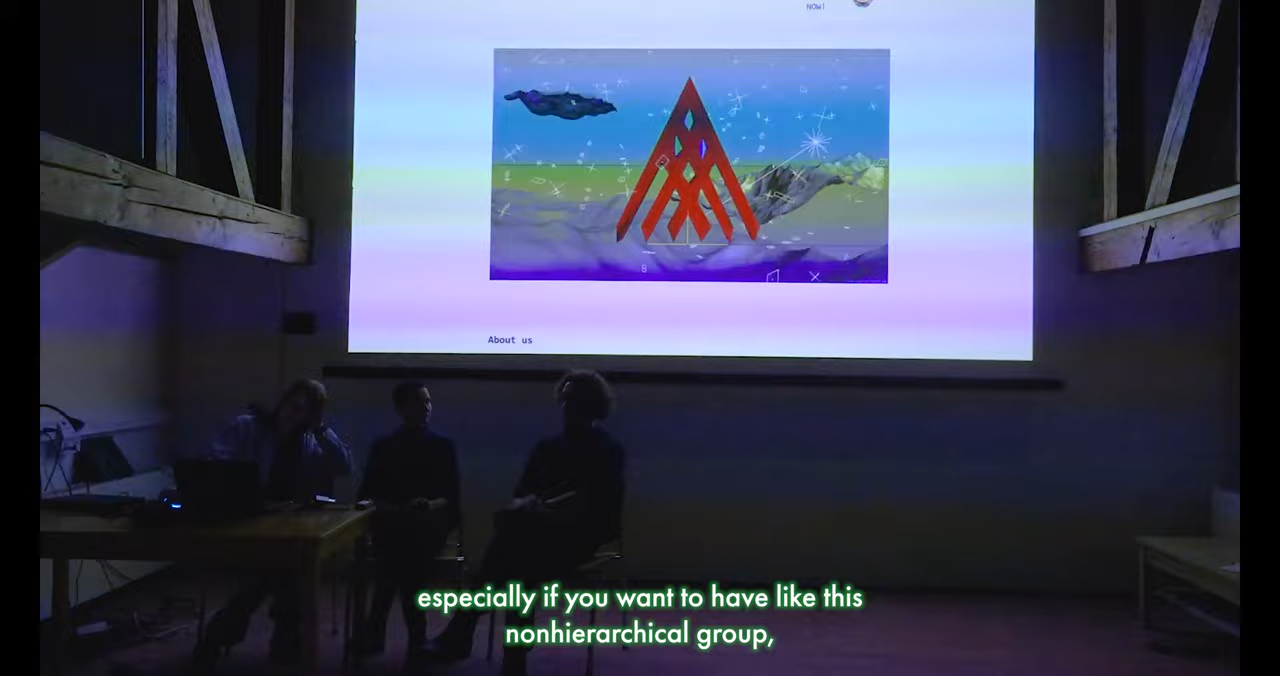 NOW!
About us
especially if you want to have like this
nonhierarchical group,